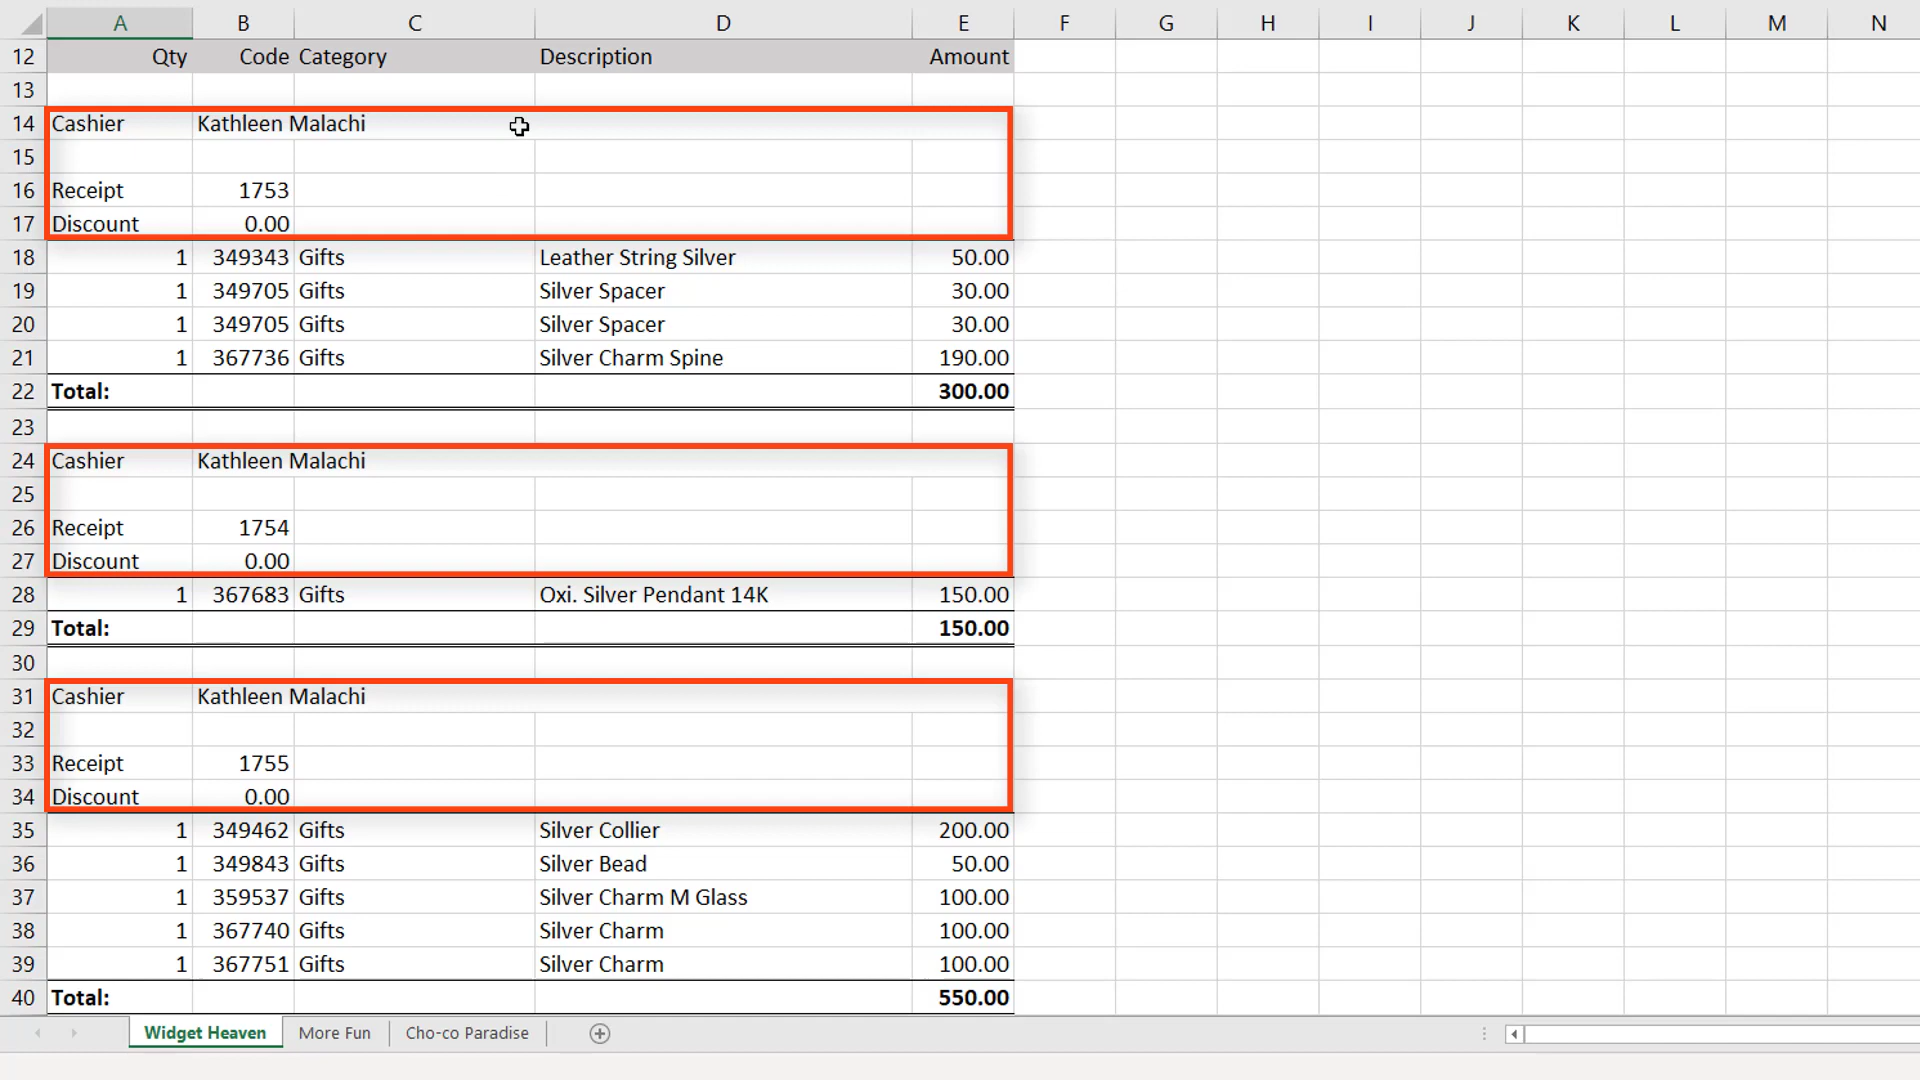 A B C D E F G H I J K L M N
12 Qty Code Category Description Amount
13
14 Cashier Kathleen Malachi
15
16 Receipt 1753
17 Discount 0.00
18 1 349343 Gifts Leather String Silver 50.00
19 1 349705 Gifts Silver Spacer 30.00
20 1 349705 Gifts Silver Spacer 30.00
21 1 367736 Gifts Silver Charm Spine 190.00
22 Total: 300.00
23
24 Cashier Kathleen Malachi
25
26 Receipt 1754
27 Discount 0.00
28 1 367683 Gifts Oxi. Silver Pendant 14K 150.00
29 Total: 150.00
30
31 Cashier Kathleen Malachi
32
33 Receipt 1755
34 Discount 0.00
35 1 349462 Gifts Silver Collier 200.00
36 1 349843 Gifts Silver Bead 50.00
37 1 359537 Gifts Silver Charm M Glass 100.00
38 1 367740 Gifts Silver Charm 100.00
39 1 367751 Gifts Silver Charm 100.00
40 Total: 550.00
Widget Heaven More Fun Cho-co Paradise